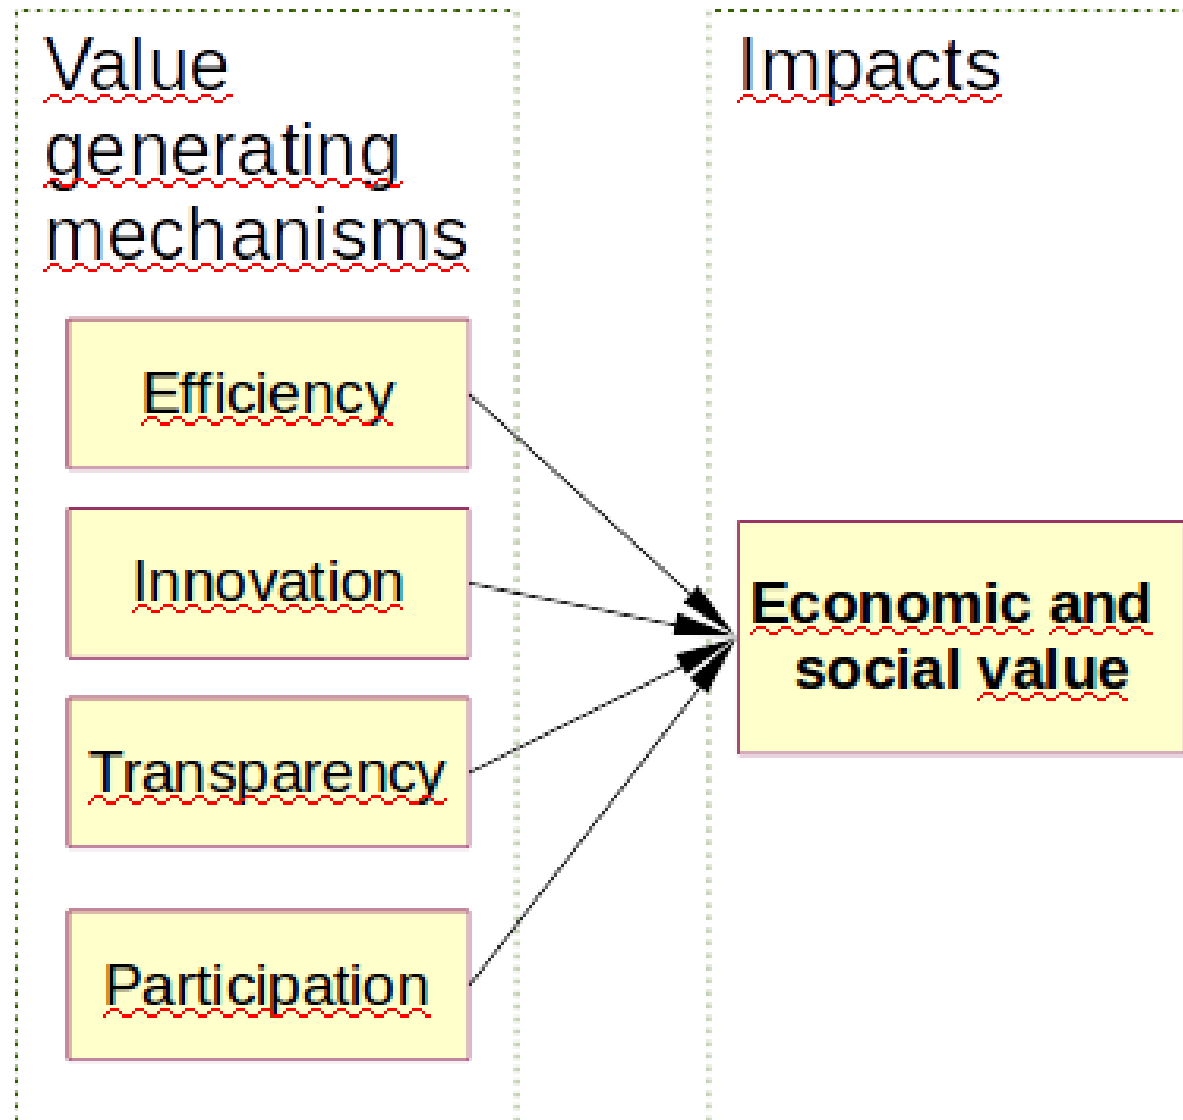 Value
generating
mechanisms
Efficiency
Innovation
Transparency
Participation
Impacts
Economic and
social value